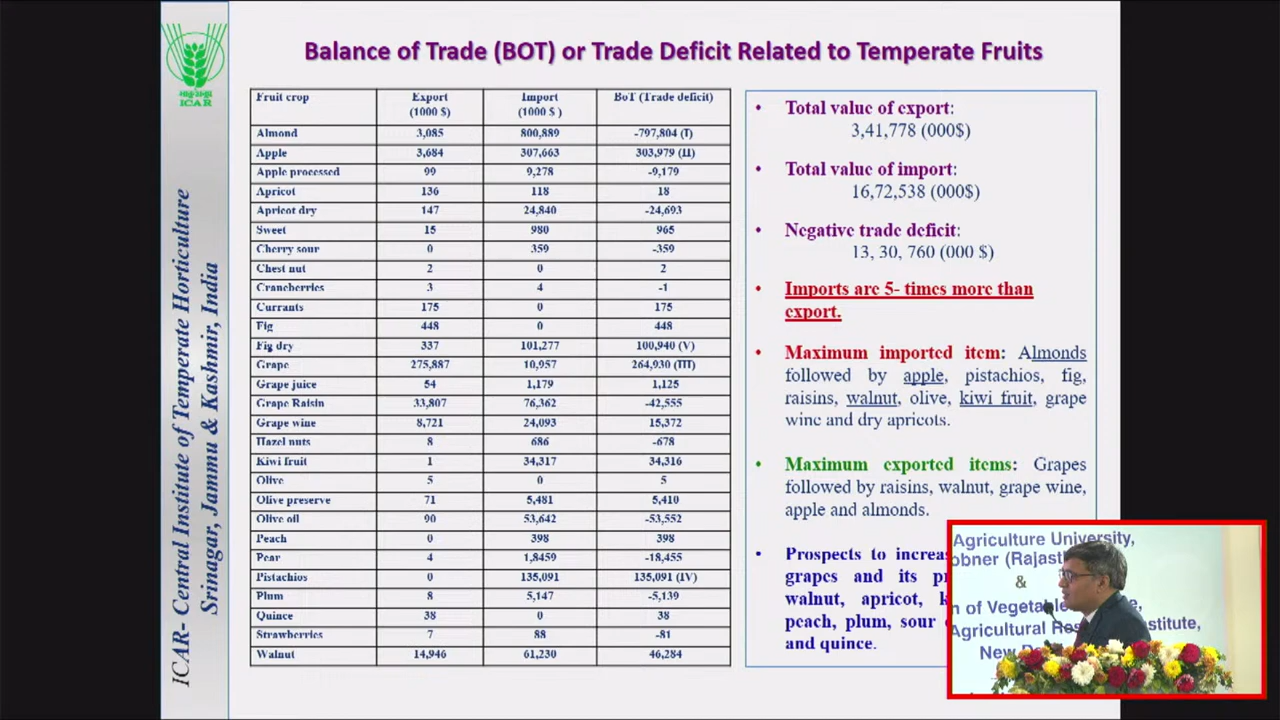 Balance of Trade (BOT) or Trade Deficit Related to Temperate Fruits
ICAR
ICAR- Central Institute of Temperate Horticulture
Srinagar, Jammu & Kashmir, India
Fruit crop Export (1000 $) Import (1000 $ ) BoT (Trade deficit)
Almond 3,085 800,889 -797,804 (I)
Apple 3,684 307,663 303,979 (II)
Apple processed 99 9,278 -9,179
Apricot 136 118 18
Apricot dry 147 24,840 -24,693
Sweet 15 980 965
Cherry sour 0 359 -359
Chest nut 2 0 2
Craneberries 3 4 -1
Currants 175 0 175
Fig 448 0 448
Fig dry 337 101,277 100,940 (V)
Grape 275,887 10,957 264,930 (III)
Grape juice 54 1,179 1,125
Grape Raisin 33,807 76,362 -42,555
Grape wine 8,721 24,093 15,372
Hazel nuts 8 686 -678
Kiwi fruit 1 34,317 34,316
Olive 5 0 5
Olive preserve 71 5,481 5,410
Olive oil 90 53,642 -53,552
Peach 0 398 398
Pear 4 1,8459 -18,455
Pistachios 0 135,091 135,091 (IV)
Plum 8 5,147 -5,139
Quince 38 0 38
Strawberries 7 88 -81
Walnut 14,946 61,230 46,284
• Total value of export:
3,41,778 (000$)
• Total value of import:
16,72,538 (000$)
• Negative trade deficit:
13, 30, 760 (000 $)
• Imports are 5- times more than
export.
• Maximum imported item: Almonds
followed by apple, pistachios, fig,
raisins, walnut, olive, kiwi fruit, grape
wine and dry apricots.
• Maximum exported items: Grapes
followed by raisins, walnut, grape wine,
apple and almonds.
• Prospects to
grapes and its
walnut, apricot,
peach, plum, sour
and quince.
Agriculture University,
&
of Vegetable
Agricultural
New